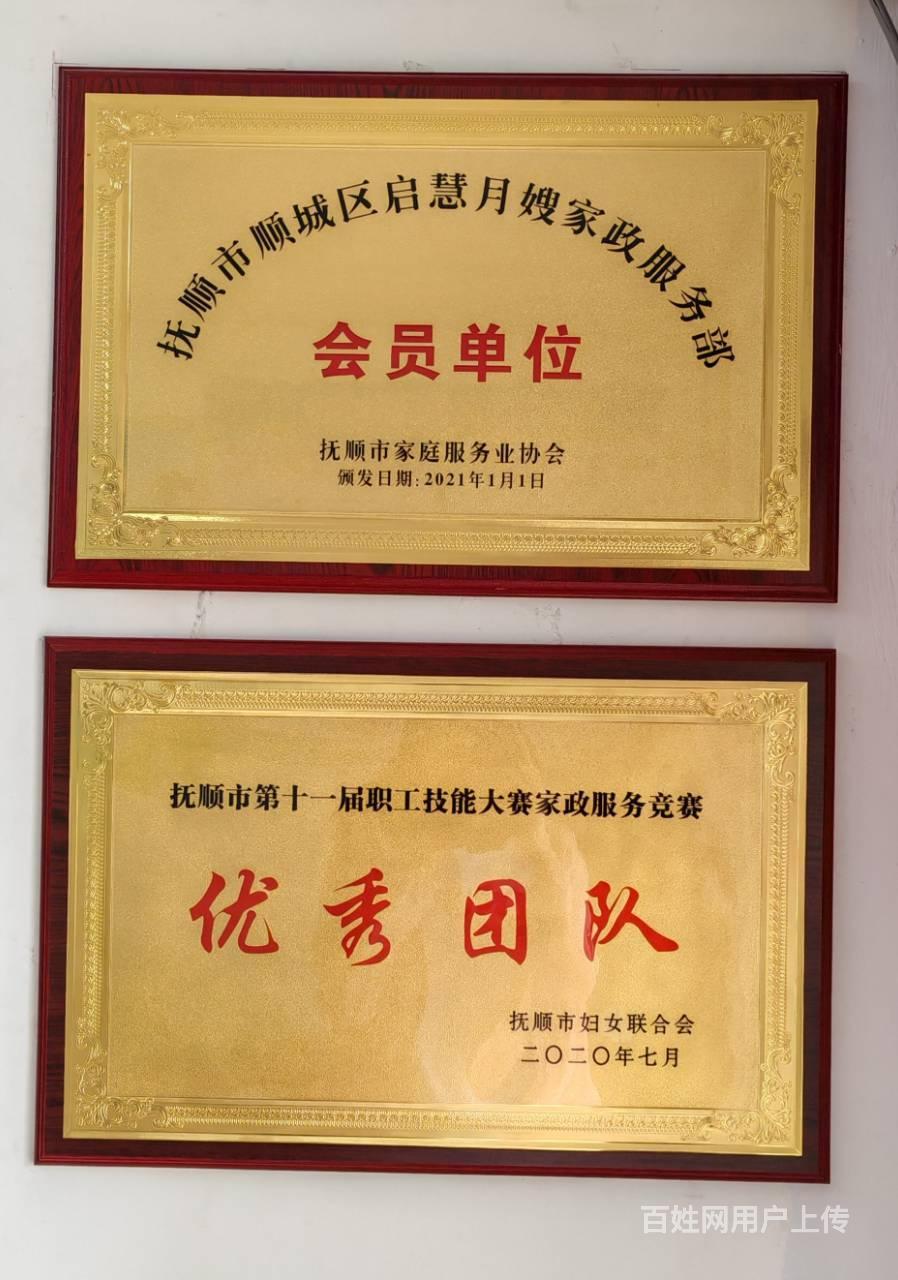 抚顺市顺城区启慧月嫂家政服务部
会员单位
抚顺市家庭服务业协会
颁发日期:2021年1月1日
抚顺市第十一届职工技能大赛家政服务竞赛
优秀团队
抚顺市妇女联合会
二〇二〇年七月
百姓网用户上传